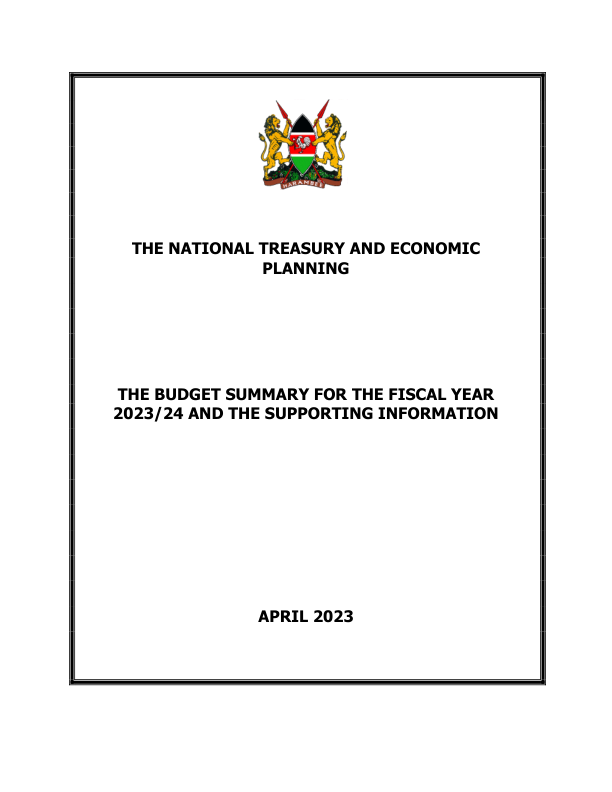 HARAMBEE
THE NATIONAL TREASURY AND ECONOMIC
PLANNING
THE BUDGET SUMMARY FOR THE FISCAL YEAR
2023/24 AND THE SUPPORTING INFORMATION
APRIL 2023